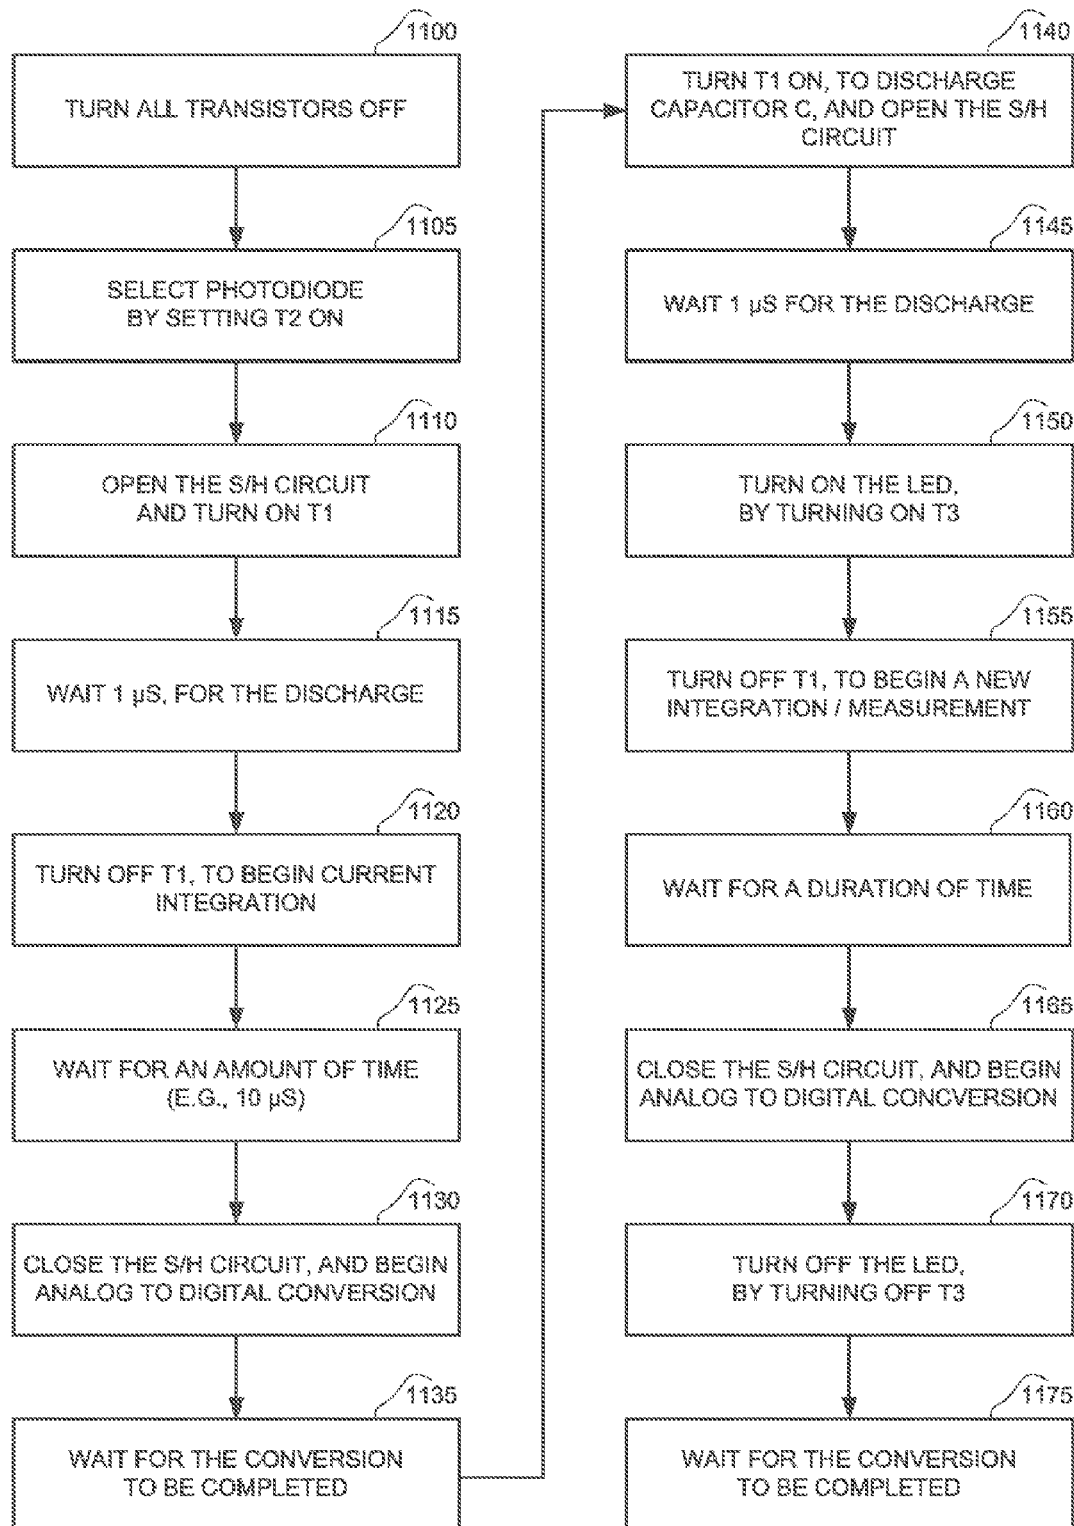 1100
TURN ALL TRANSISTORS OFF
1105
SELECT PHOTODIODE
BY SETTING T2 ON
1110
OPEN THE S/H CIRCUIT
AND TURN ON T1
1115
WAIT 1 µS, FOR THE DISCHARGE
1120
TURN OFF T1, TO BEGIN CURRENT
INTEGRATION
1125
WAIT FOR AN AMOUNT OF TIME
(E.G., 10 µS)
1130
CLOSE THE S/H CIRCUIT, AND BEGIN
ANALOG TO DIGITAL CONVERSION
1135
WAIT FOR THE CONVERSION
TO BE COMPLETED
1140
TURN T1 ON, TO DISCHARGE
CAPACITOR C, AND OPEN THE S/H
CIRCUIT
1145
WAIT 1 µS FOR THE DISCHARGE
1150
TURN ON THE LED,
BY TURNING ON T3
1155
TURN OFF T1, TO BEGIN A NEW
INTEGRATION / MEASUREMENT
1160
WAIT FOR A DURATION OF TIME
1165
CLOSE THE S/H CIRCUIT, AND BEGIN
ANALOG TO DIGITAL CONCVERSION
1170
TURN OFF THE LED,
BY TURNING OFF T3
1175
WAIT FOR THE CONVERSION
TO BE COMPLETED